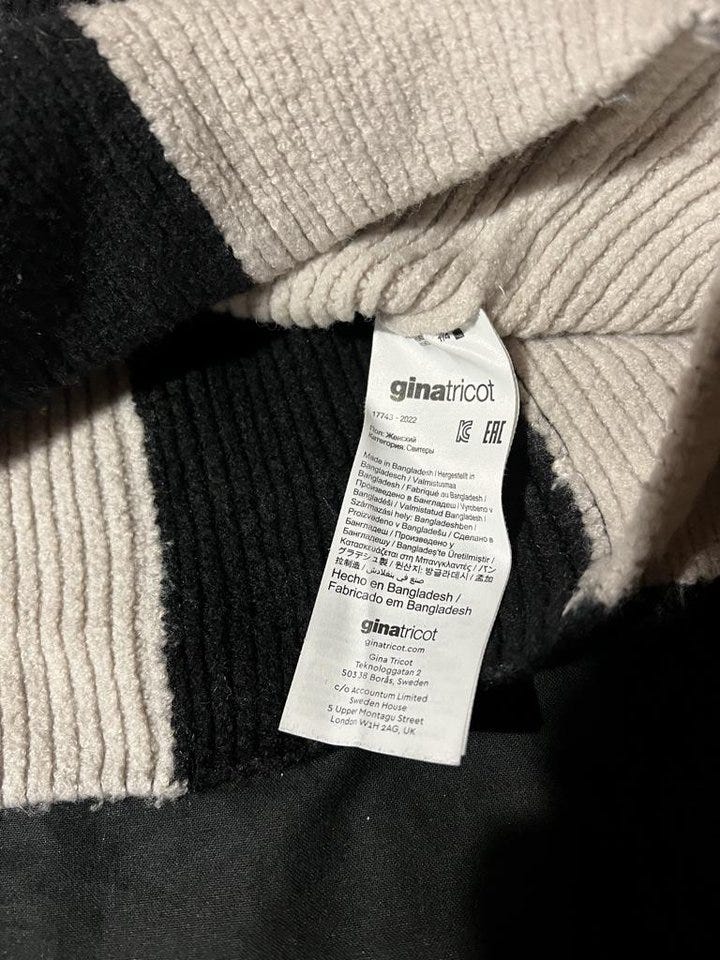 ginatricot
17743 - 2022
EAC
Пол: Женский
Категория: Свитеры
Made in Bangladesh / Hergestellt in
Bangladesch / Valmistusmaa
Bangladesh / Fabriqué au Bangladesh /
Произведено в Бангладеш / Vyrobeno v
Bangladéši / Valmistatud Bangladesh /
Származási hely: Bangladeshben /
Proizvedeno v Bangladešu / Сделано в
Бангладеш / Произведено у
Бангладешу / Bangladeş'te Üretilmiştir /
Κατασκευάζεται στη Μπανγκλαντές / バン
グラデシュ製 / 원산지: 방글라데시 / 孟加
拉制造 / صنع في بنغلادش /
Hecho en Bangladesh /
Fabricado em Bangladesh
ginatricot
ginatricot.com
Gina Tricot
Teknologgatan 2
503 38 Borås, Sweden
c/o Accountum Limited
Sweden House
5 Upper Montagu Street
London W1H 2AG, UK